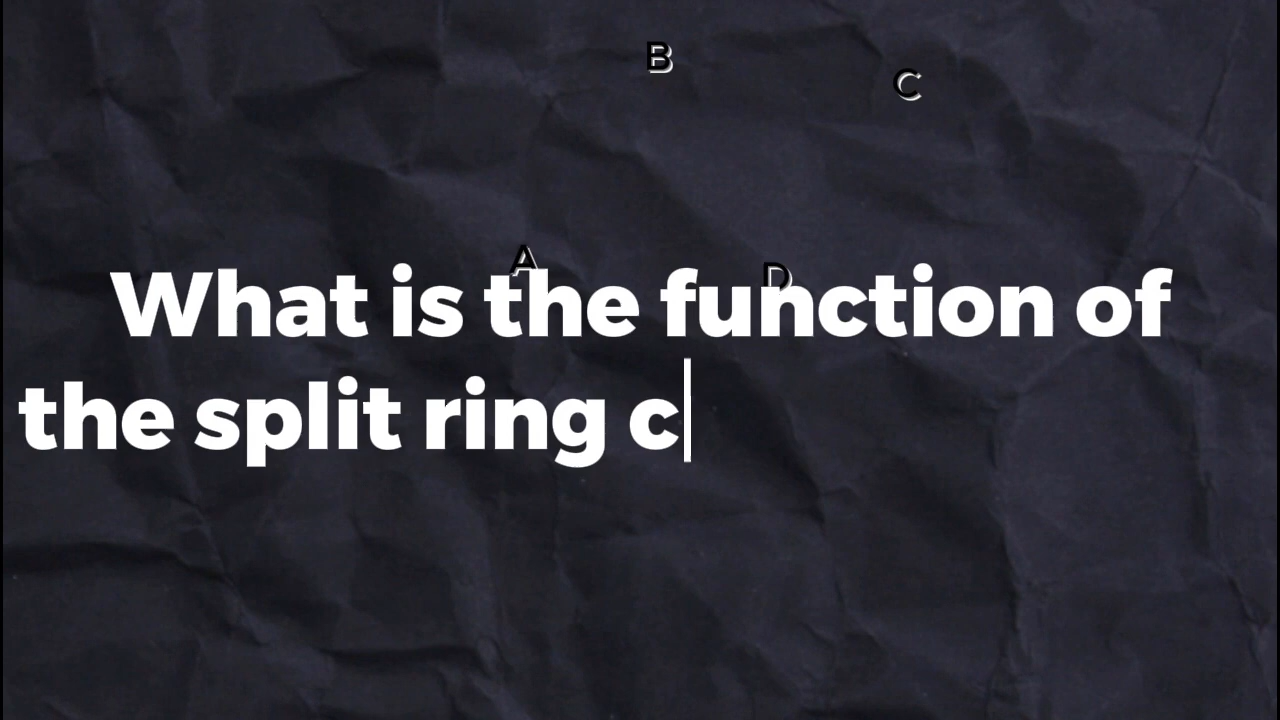 B
C
A
D
What is the function of
the split ring c